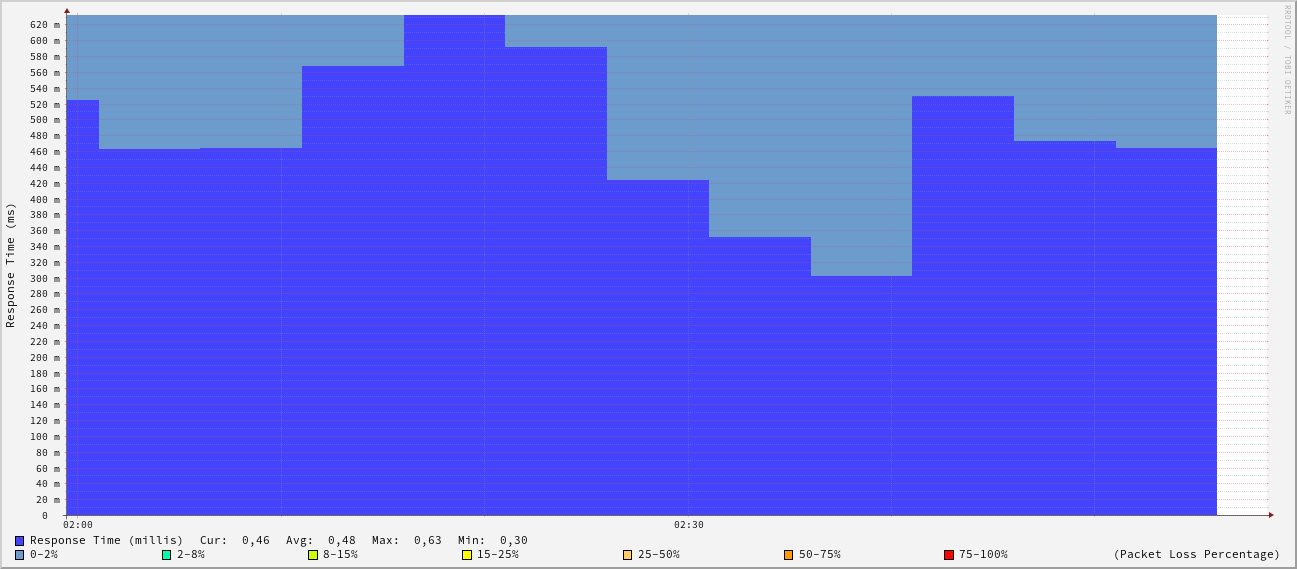 RRDTOOL / TOBI OETIKER
Response Time (ms)
620 m
600 m
580 m
560 m
540 m
520 m
500 m
480 m
460 m
440 m
420 m
400 m
380 m
360 m
340 m
320 m
300 m
280 m
260 m
240 m
220 m
200 m
180 m
160 m
140 m
120 m
100 m
80 m
60 m
40 m
20 m
0
02:00 02:30
Response Time (millis) Cur: 0,46 Avg: 0,48 Max: 0,63 Min: 0,30
0-2% 2-8% 8-15% 15-25% 25-50% 50-75% 75-100% (Packet Loss Percentage)